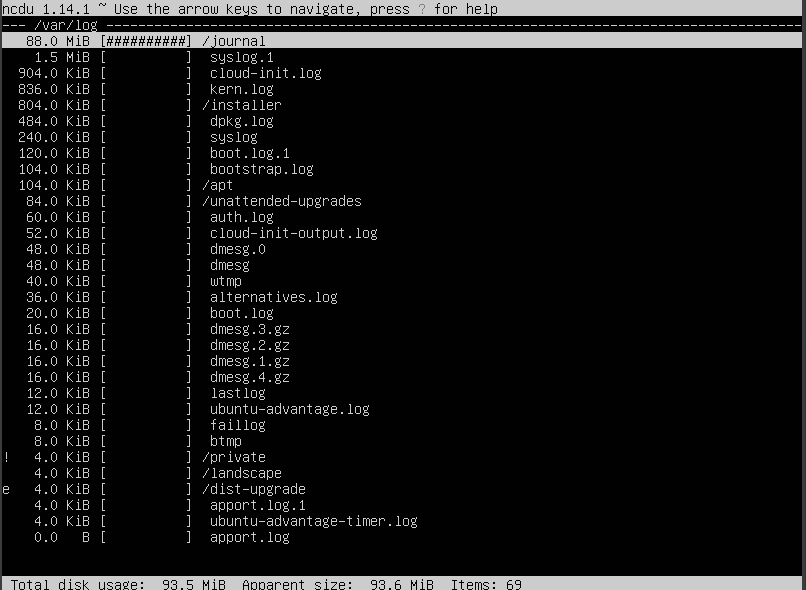 ncdu 1.14.1 ~ Use the arrow keys to navigate, press ? for help
--- /var/log ----------------------------------------------------------------------------------------
   88.0 MiB [##########] /journal
    1.5 MiB [          ]  syslog.1
  904.0 KiB [          ]  cloud-init.log
  836.0 KiB [          ]  kern.log
  804.0 KiB [          ] /installer
  484.0 KiB [          ]  dpkg.log
  240.0 KiB [          ]  syslog
  120.0 KiB [          ]  boot.log.1
  104.0 KiB [          ]  bootstrap.log
  104.0 KiB [          ] /apt
   84.0 KiB [          ] /unattended-upgrades
   60.0 KiB [          ]  auth.log
   52.0 KiB [          ]  cloud-init-output.log
   48.0 KiB [          ]  dmesg.0
   48.0 KiB [          ]  dmesg
   40.0 KiB [          ]  wtmp
   36.0 KiB [          ]  alternatives.log
   20.0 KiB [          ]  boot.log
   16.0 KiB [          ]  dmesg.3.gz
   16.0 KiB [          ]  dmesg.2.gz
   16.0 KiB [          ]  dmesg.1.gz
   16.0 KiB [          ]  dmesg.4.gz
   12.0 KiB [          ]  lastlog
   12.0 KiB [          ]  ubuntu-advantage.log
    8.0 KiB [          ]  faillog
    8.0 KiB [          ]  btmp
!   4.0 KiB [          ] /private
    4.0 KiB [          ] /landscape
e   4.0 KiB [          ] /dist-upgrade
    4.0 KiB [          ]  apport.log.1
    4.0 KiB [          ]  ubuntu-advantage-timer.log
    0.0   B [          ]  apport.log
Total disk usage:  93.5 MiB  Apparent size:  93.6 MiB  Items: 69